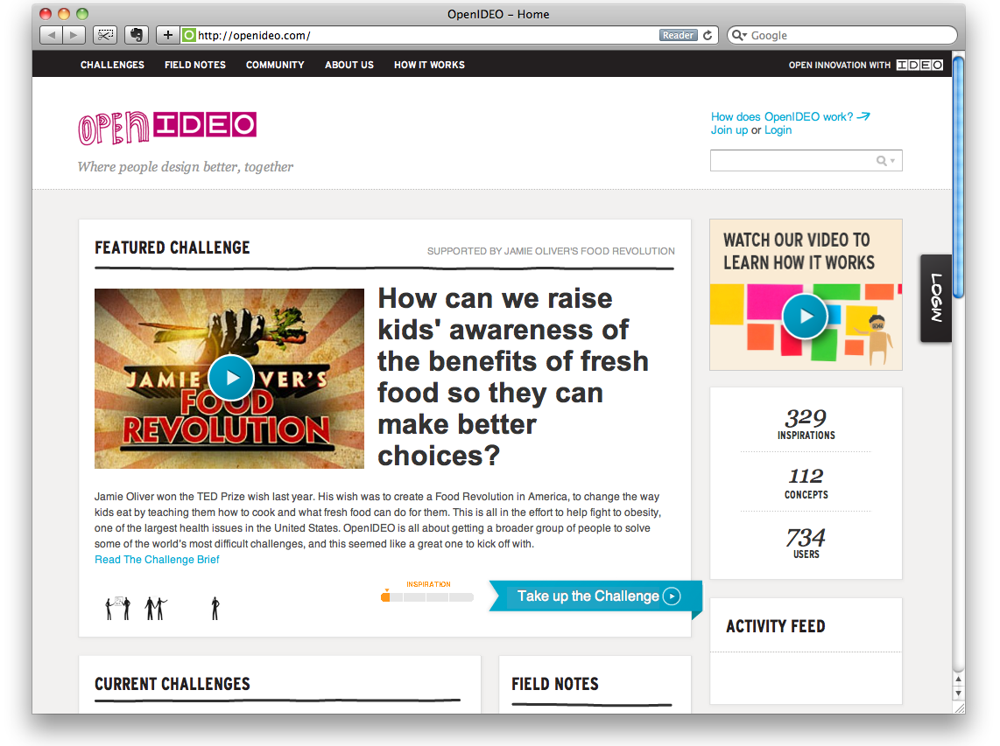 OpenIDEO – Home
http://openideo.com/
Reader
Google
CHALLENGES FIELD NOTES COMMUNITY ABOUT US HOW IT WORKS
OPEN INNOVATION WITH IDEO
OPEN IDEO
Where people design better, together
How does OpenIDEO work?
Join up or Login
LOGIN
FEATURED CHALLENGE
SUPPORTED BY JAMIE OLIVER'S FOOD REVOLUTION
FOOD
REVOLUTION
How can we raise
kids' awareness of
the benefits of fresh
food so they can
make better
choices?
Jamie Oliver won the TED Prize wish last year. His wish was to create a Food Revolution in America, to change the way
kids eat by teaching them how to cook and what fresh food can do for them. This is all in the effort to help fight to obesity,
one of the largest health issues in the United States. OpenIDEO is all about getting a broader group of people to solve
some of the world's most difficult challenges, and this seemed like a great one to kick off with.
Read The Challenge Brief
INSPIRATION
Take up the Challenge
WATCH OUR VIDEO TO
LEARN HOW IT WORKS
329
INSPIRATIONS
112
CONCEPTS
734
USERS
ACTIVITY FEED
CURRENT CHALLENGES
FIELD NOTES